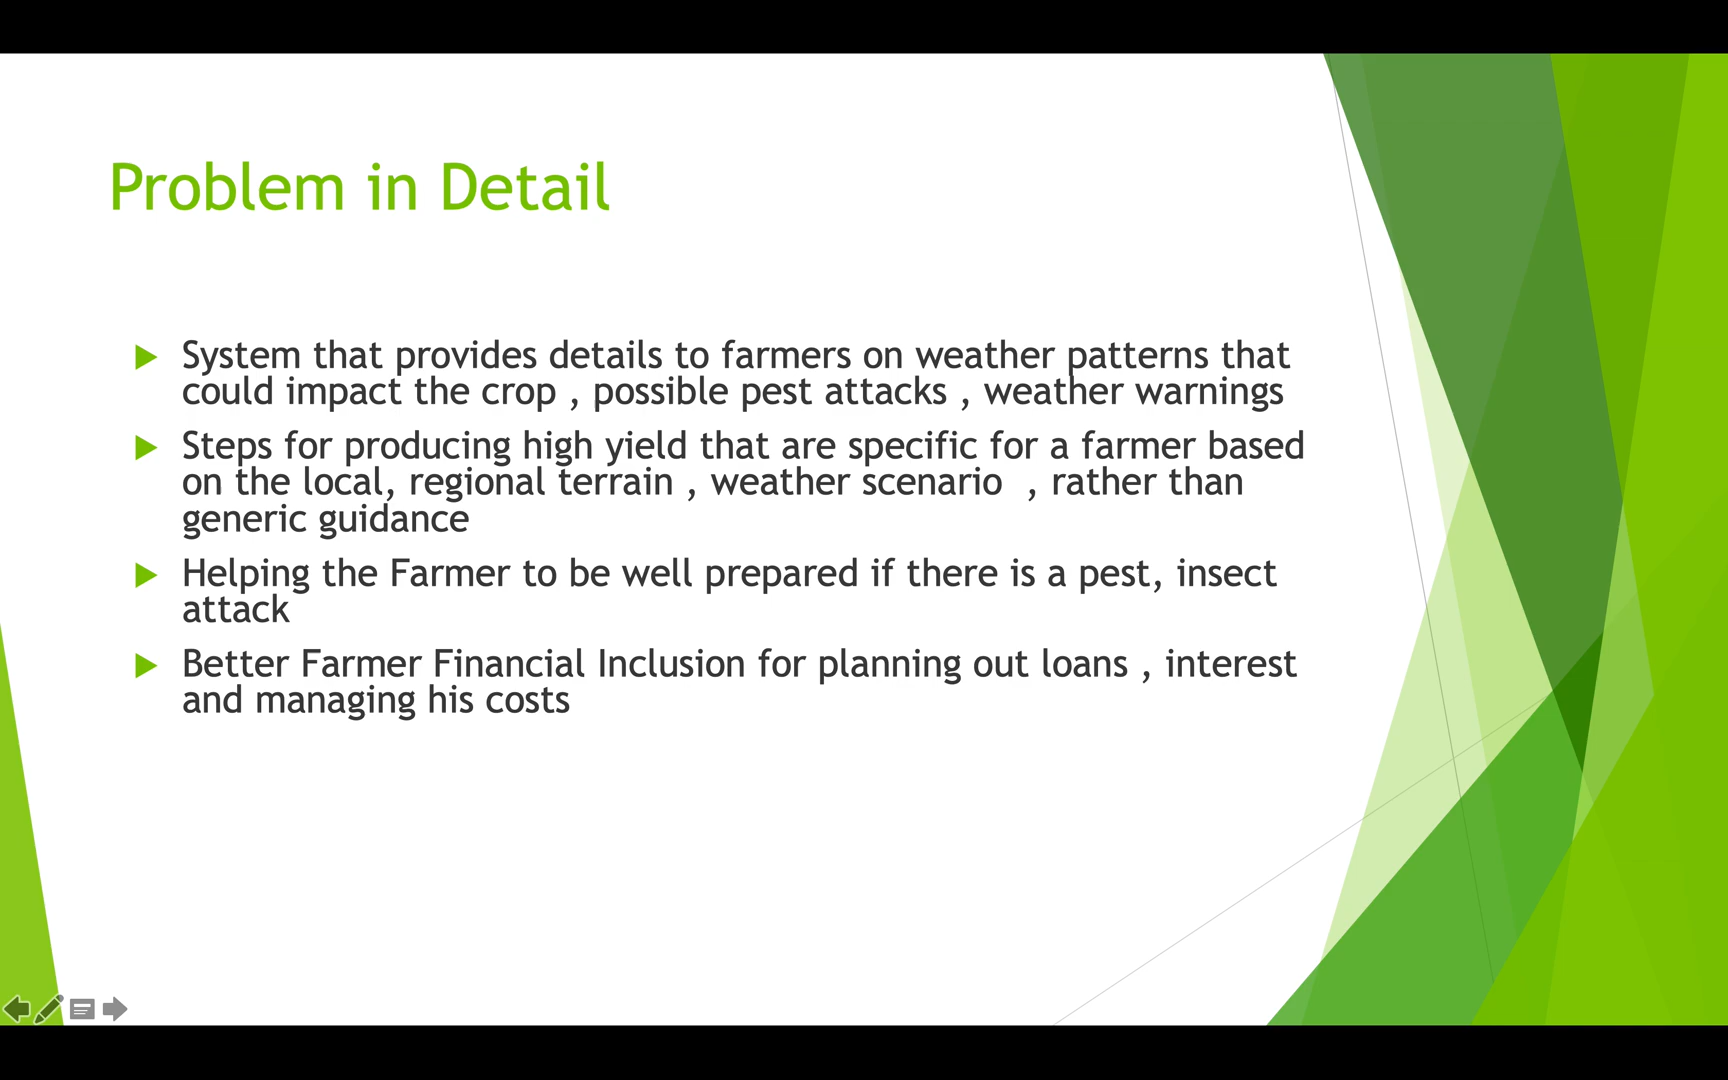 Problem in Detail
System that provides details to farmers on weather patterns that
could impact the crop , possible pest attacks , weather warnings
Steps for producing high yield that are specific for a farmer based
on the local, regional terrain , weather scenario  , rather than
generic guidance
Helping the Farmer to be well prepared if there is a pest, insect
attack
Better Farmer Financial Inclusion for planning out loans , interest
and managing his costs